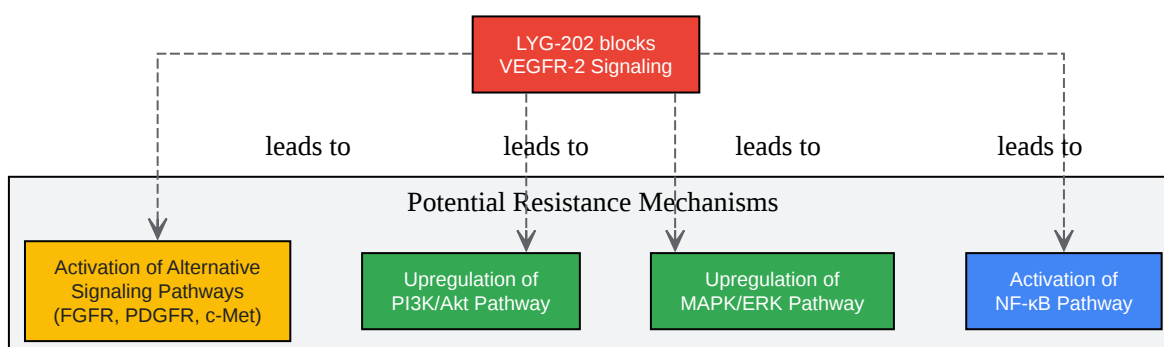 LYG-202 blocks
VEGFR-2 Signaling
leads to
leads to
leads to
leads to
Potential Resistance Mechanisms
Activation of Alternative
Signaling Pathways
(FGFR, PDGFR, c-Met)
Upregulation of
PI3K/Akt Pathway
Upregulation of
MAPK/ERK Pathway
Activation of
NF-κB Pathway